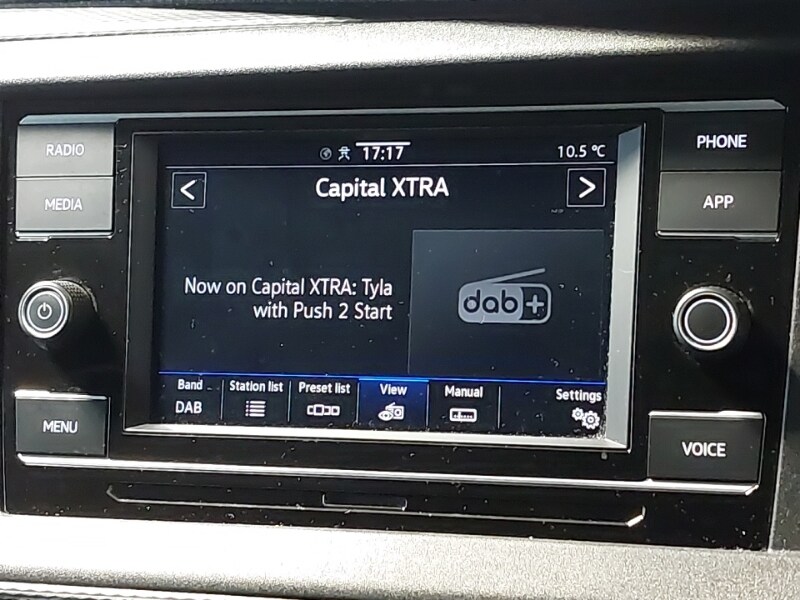 RADIO
MEDIA
MENU
17:17
10.5 °C
Capital XTRA
Now on Capital XTRA: Tyla
with Push 2 Start
dab+
Band
DAB
Station list
Preset list
View
Manual
Settings
PHONE
APP
VOICE